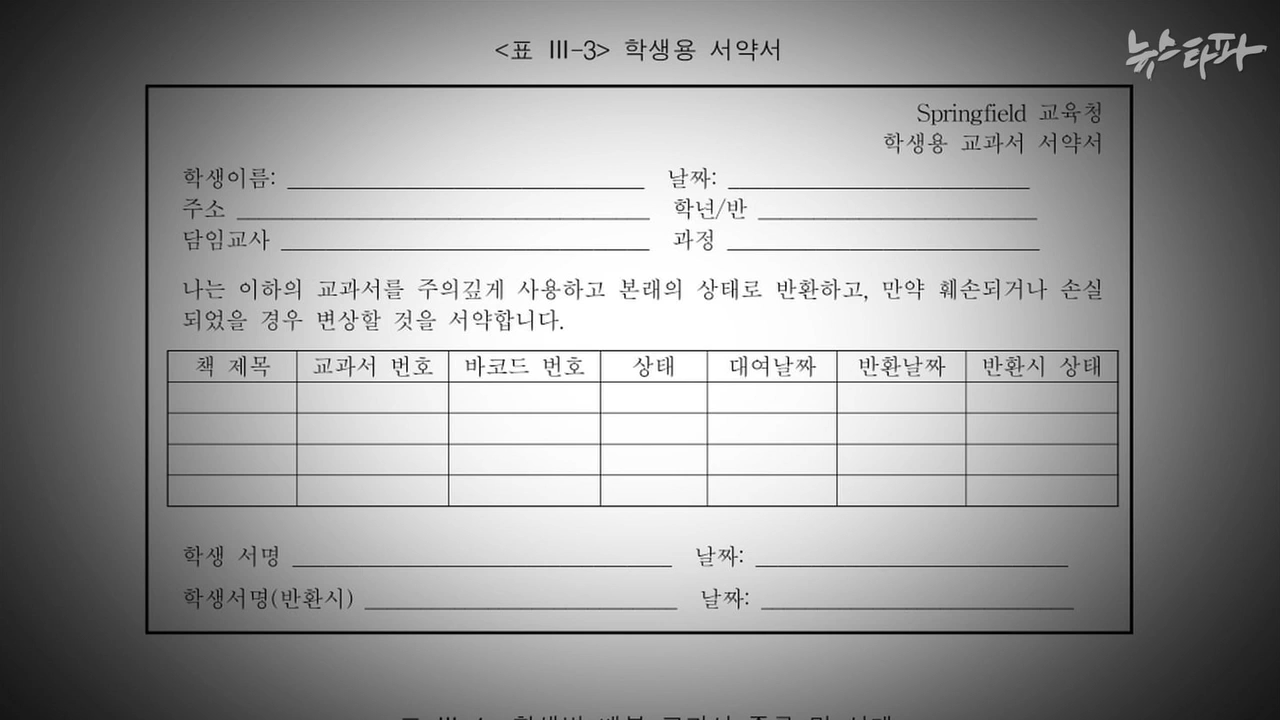 <표 Ⅲ-3> 학생용 서약서
뉴스타파
Springfield 교육청
학생용 교과서 서약서
학생이름: 날짜:
주소 학년/반
담임교사 과정
나는 이하의 교과서를 주의깊게 사용하고 본래의 상태로 반환하고, 만약 훼손되거나 손실
되었을 경우 변상할 것을 서약합니다.
책 제목 교과서 번호 바코드 번호 상태 대여날짜 반환날짜 반환시 상태
학생 서명 날짜:
학생서명(반환시) 날짜: